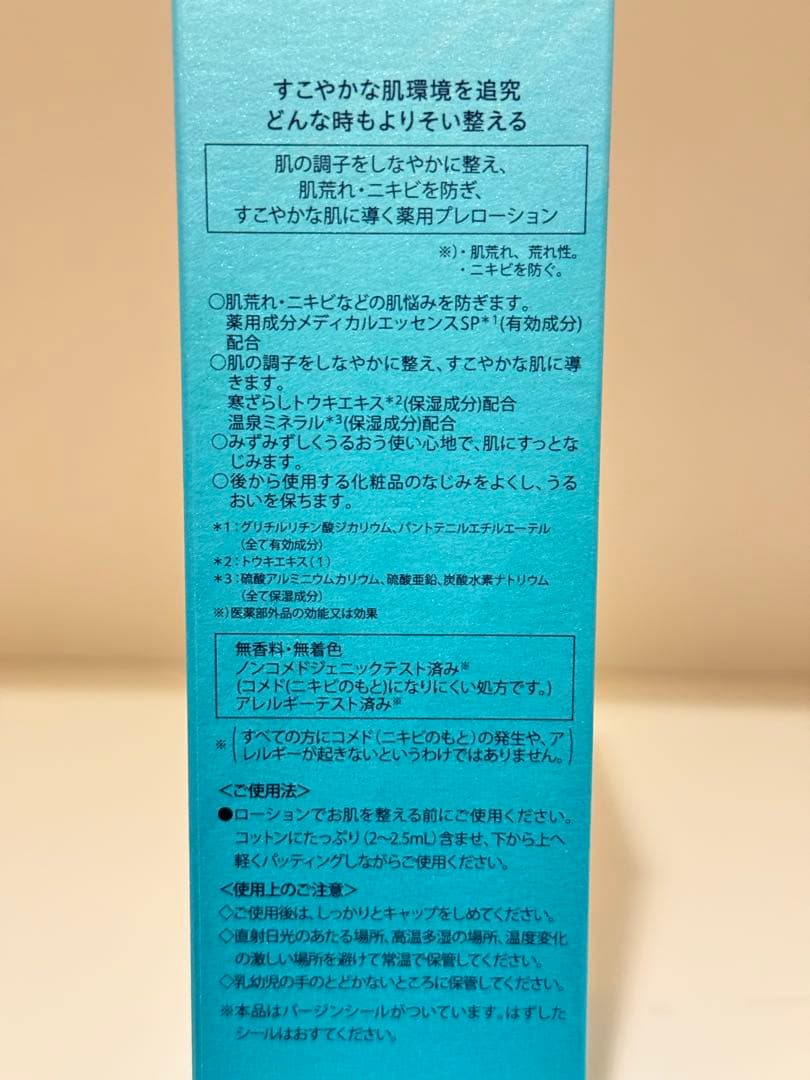 すこやかな肌環境を追究
どんな時もよりそい整える
肌の調子をしなやかに整え、
肌荒れ・ニキビを防ぎ、
すこやかな肌に導く薬用プレローション
※)・肌荒れ、荒れ性。
・ニキビを防ぐ。
○肌荒れ・ニキビなどの肌悩みを防ぎます。
薬用成分メディカルエッセンスSP*1(有効成分)
配合
○肌の調子をしなやかに整え、すこやかな肌に導
きます。
寒ざらしトウキエキス*2(保湿成分)配合
温泉ミネラル*3(保湿成分)配合
○みずみずしくうるおう使い心地で、肌にすっとな
じみます。
○後から使用する化粧品のなじみをよくし、うる
おいを保ちます。
*1：グリチルリチン酸ジカリウム、パントテニルエチルエーテル
(全て有効成分)
*2：トウキエキス(1)
*3：硫酸アルミニウムカリウム、硫酸亜鉛、炭酸水素ナトリウム
(全て保湿成分)
※)医薬部外品の効能又は効果
無香料・無着色
ノンコメドジェニックテスト済み※
(コメド(ニキビのもと)になりにくい処方です。)
アレルギーテスト済み※
※(すべての方にコメド(ニキビのもと)の発生や、ア
レルギーが起きないというわけではありません。)
＜ご使用法＞
●ローションでお肌を整える前にご使用ください。
コットンにたっぷり(2〜2.5mL)含ませ、下から上へ
軽くパッティングしながらご使用ください。
＜使用上のご注意＞
◇ご使用後は、しっかりとキャップをしめてください。
◇直射日光のあたる場所、高温多湿の場所、温度変化
の激しい場所を避けて常温で保管してください。
◇乳幼児の手のとどかないところに保管してください。
※本品はバージンシールがついています。はずした
シールはおすてください。